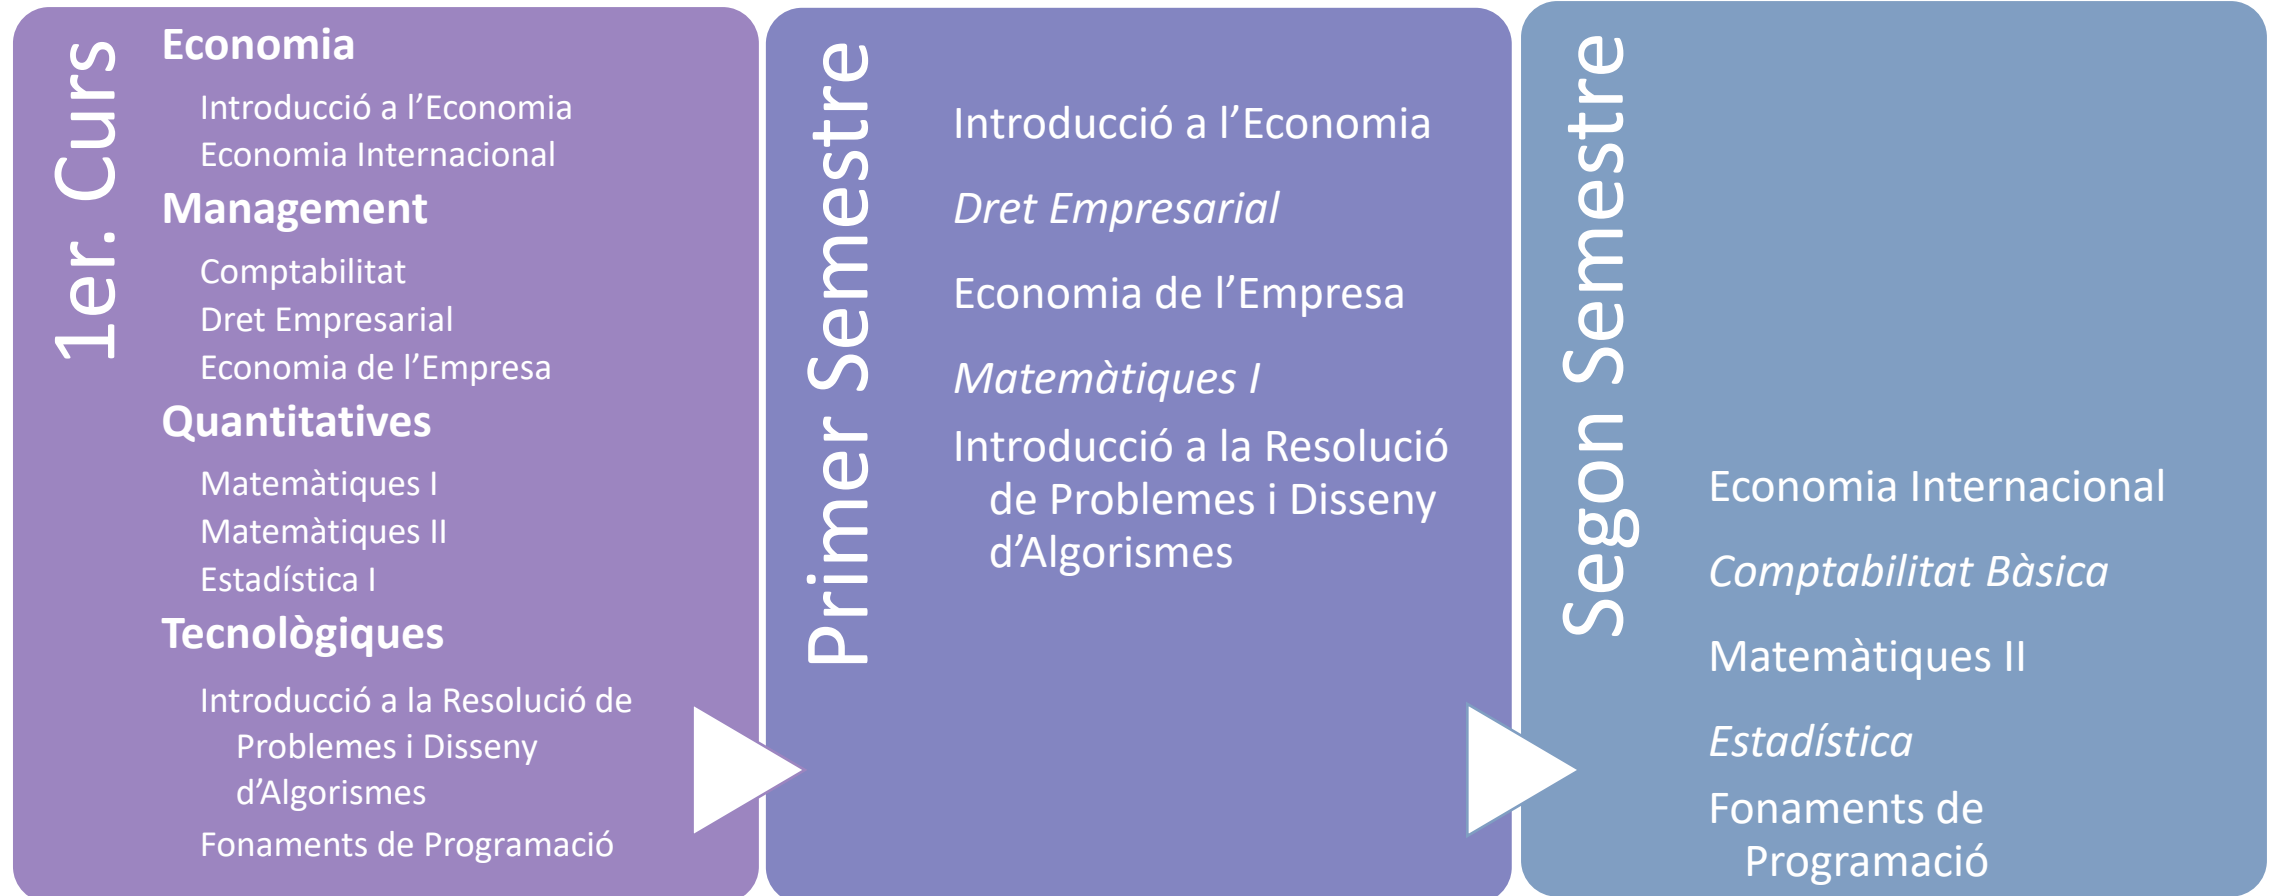 1er. Curs
Economia
Introducció a l’Economia
Economia Internacional
Management
Comptabilitat
Dret Empresarial
Economia de l’Empresa
Quantitatives
Matemàtiques I
Matemàtiques II
Estadística I
Tecnològiques
Introducció a la Resolució de
Problemes i Disseny
d’Algorismes
Fonaments de Programació
Primer Semestre
Introducció a l’Economia
Dret Empresarial
Economia de l’Empresa
Matemàtiques I
Introducció a la Resolució
de Problemes i Disseny
d’Algorismes
Segon Semestre
Economia Internacional
Comptabilitat Bàsica
Matemàtiques II
Estadística
Fonaments de
Programació